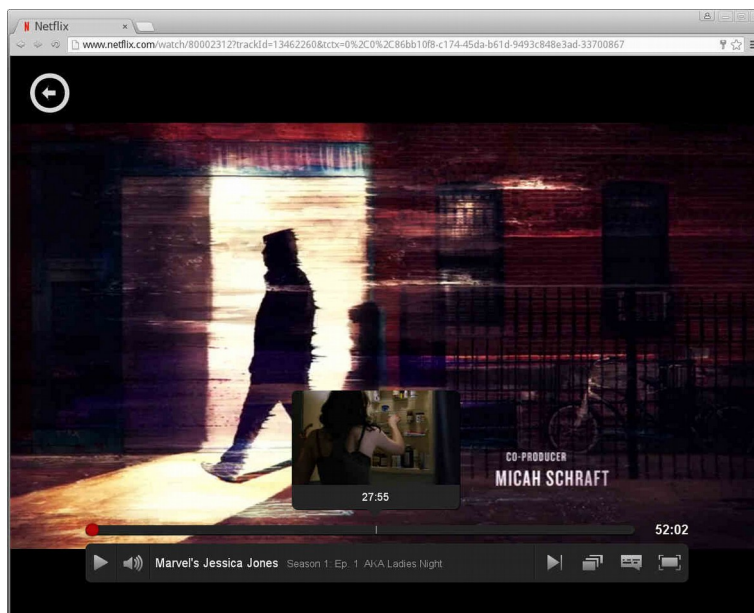 Netflix
www.netflix.com/watch/80002312?trackId=13462260&tctx=0%2C0%2C86bb10f8-c174-45da-b61d-9493c848e3ad-33700867
CO-PRODUCER
MICAH SCHRAFT
27:55
52:02
Marvel's Jessica Jones Season 1: Ep. 1 AKA Ladies Night